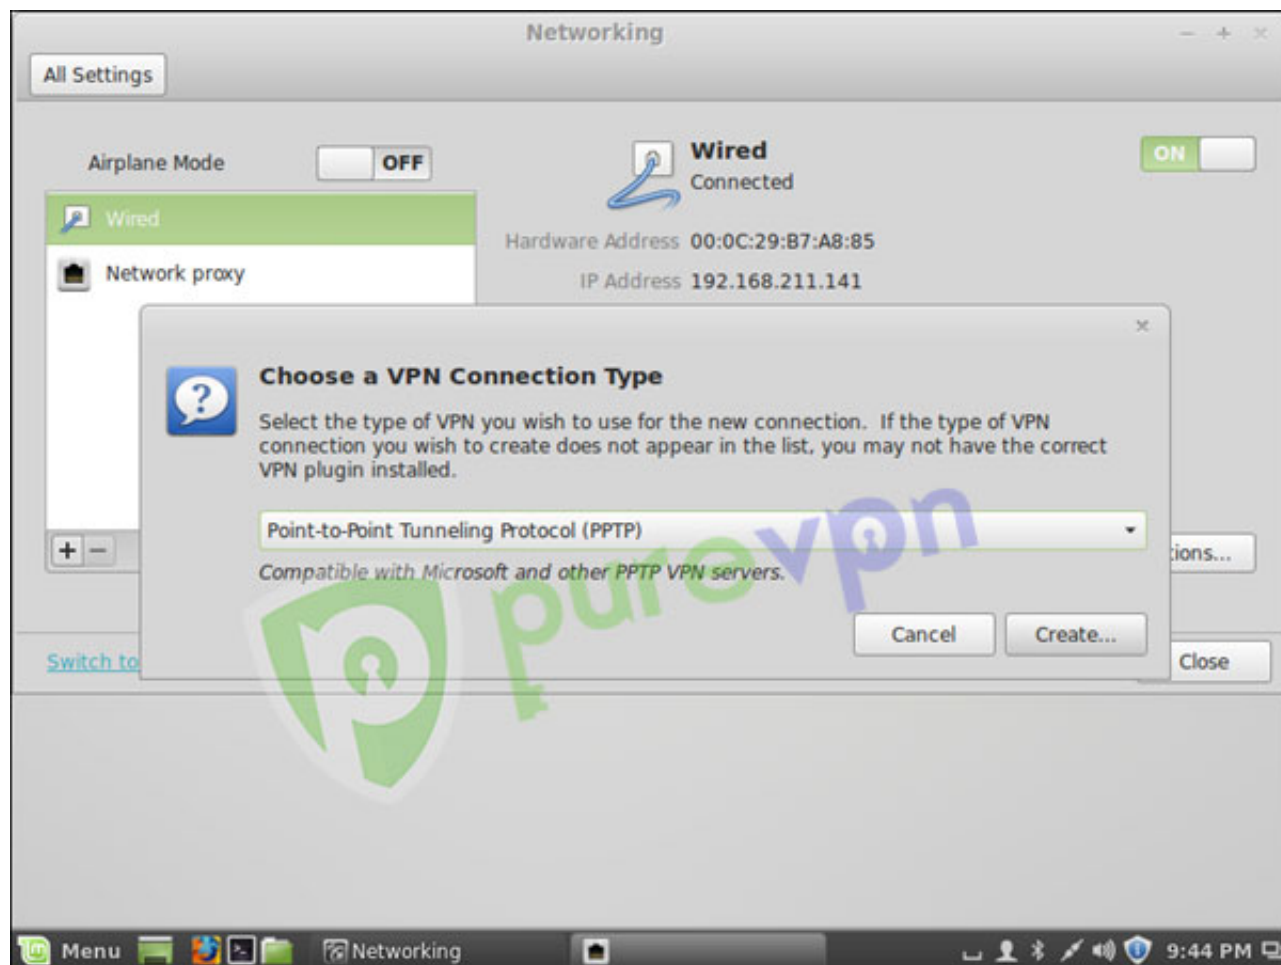 Networking
All Settings
Airplane Mode
OFF
Wired
Connected
ON
Wired
Network proxy
Hardware Address 00:0C:29:B7:A8:85
IP Address 192.168.211.141
Choose a VPN Connection Type
Select the type of VPN you wish to use for the new connection. If the type of VPN
connection you wish to create does not appear in the list, you may not have the correct
VPN plugin installed.
Point-to-Point Tunneling Protocol (PPTP)
Compatible with Microsoft and other PPTP VPN servers.
purevpn
tions...
Cancel
Create...
Switch to
Close
Menu
Networking
9:44 PM